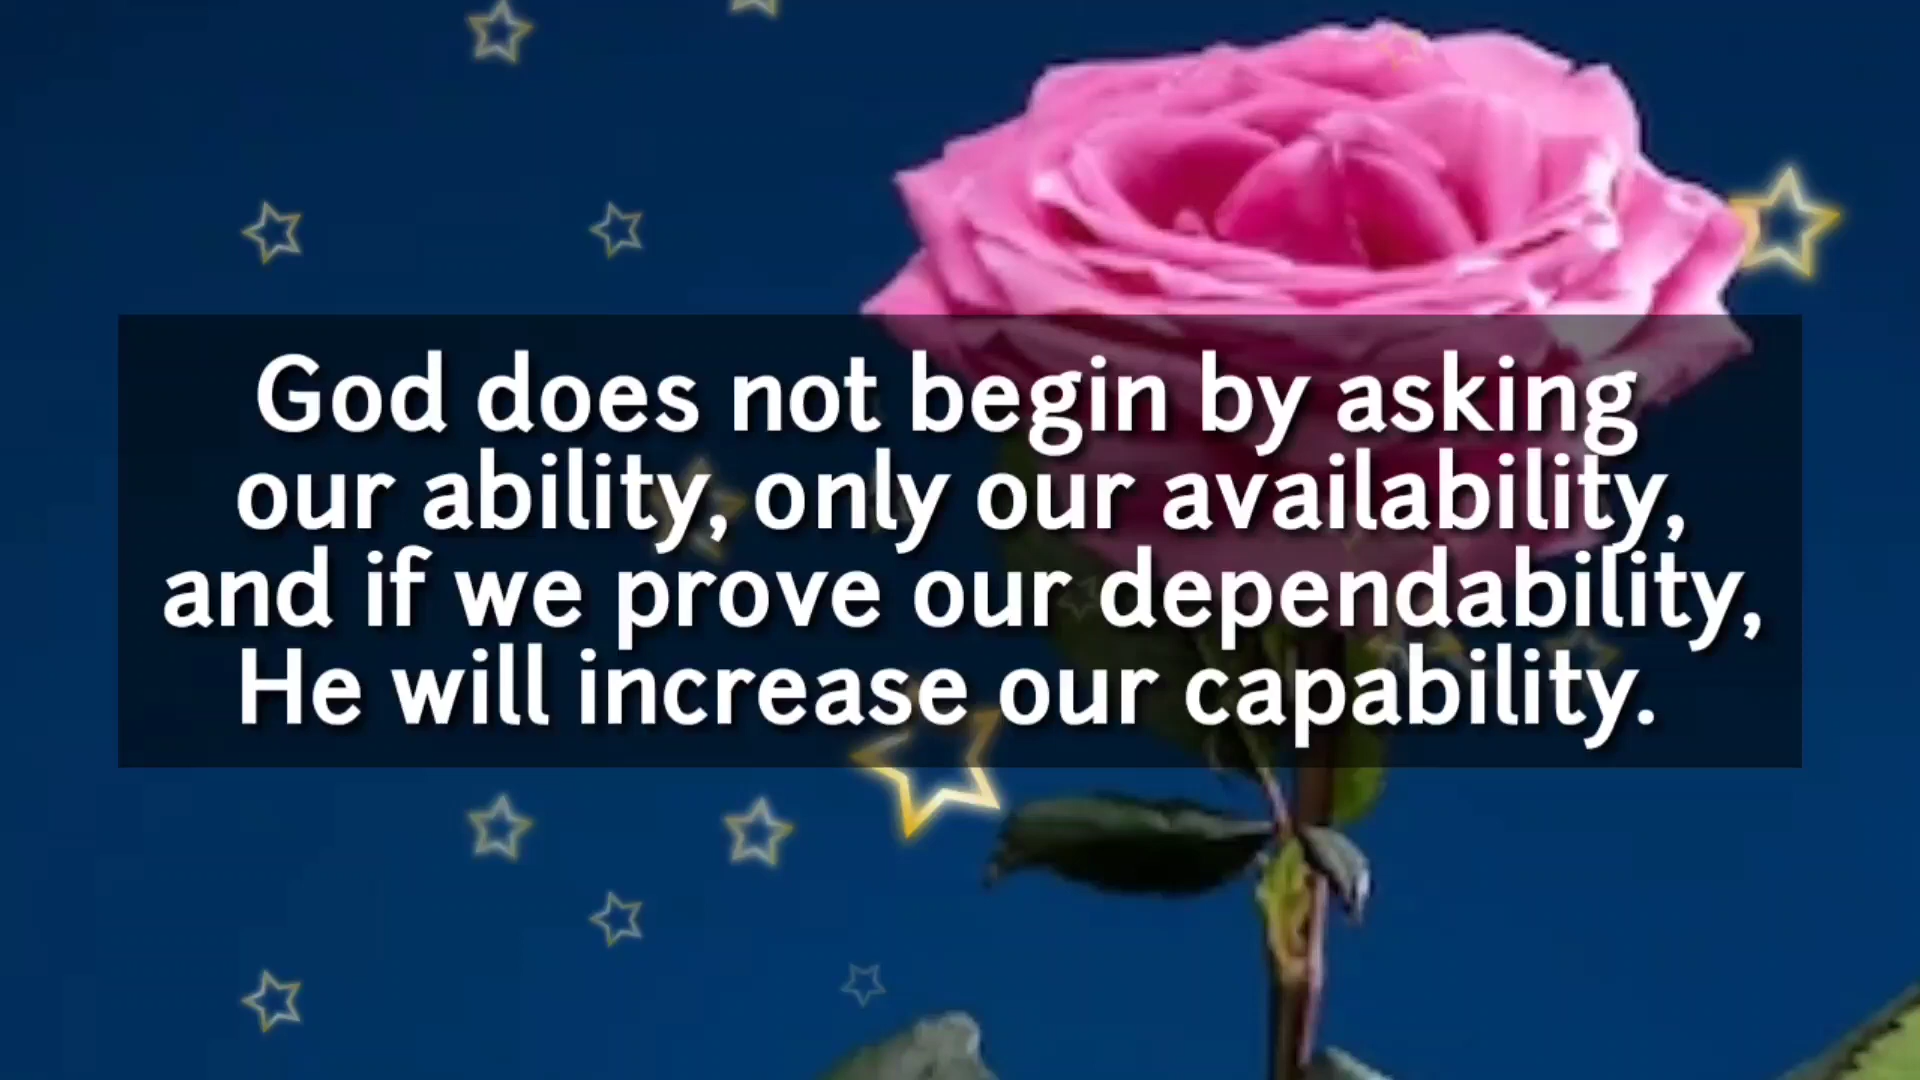 God does not begin by asking
our ability, only our availability,
and if we prove our dependability,
He will increase our capability.